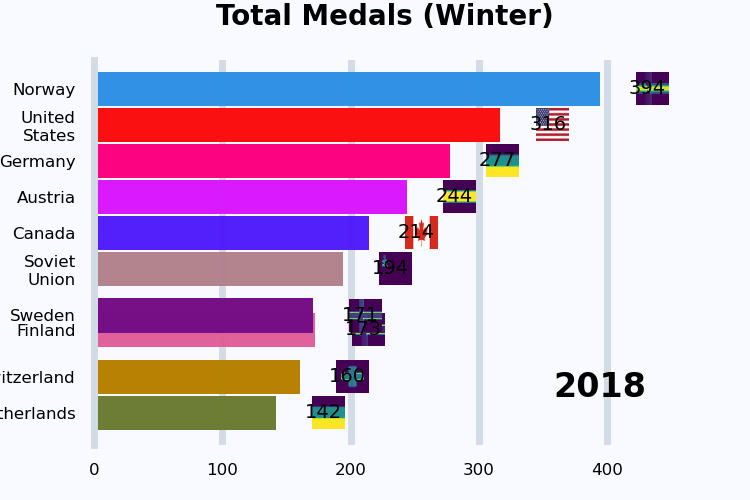 Total Medals (Winter)
Norway 394
United
States 316
Germany 277
Austria 244
Canada 214
Soviet
Union 194
Sweden 171
Finland 173
itzerland 160
therlands 142
2018
0 100 200 300 400